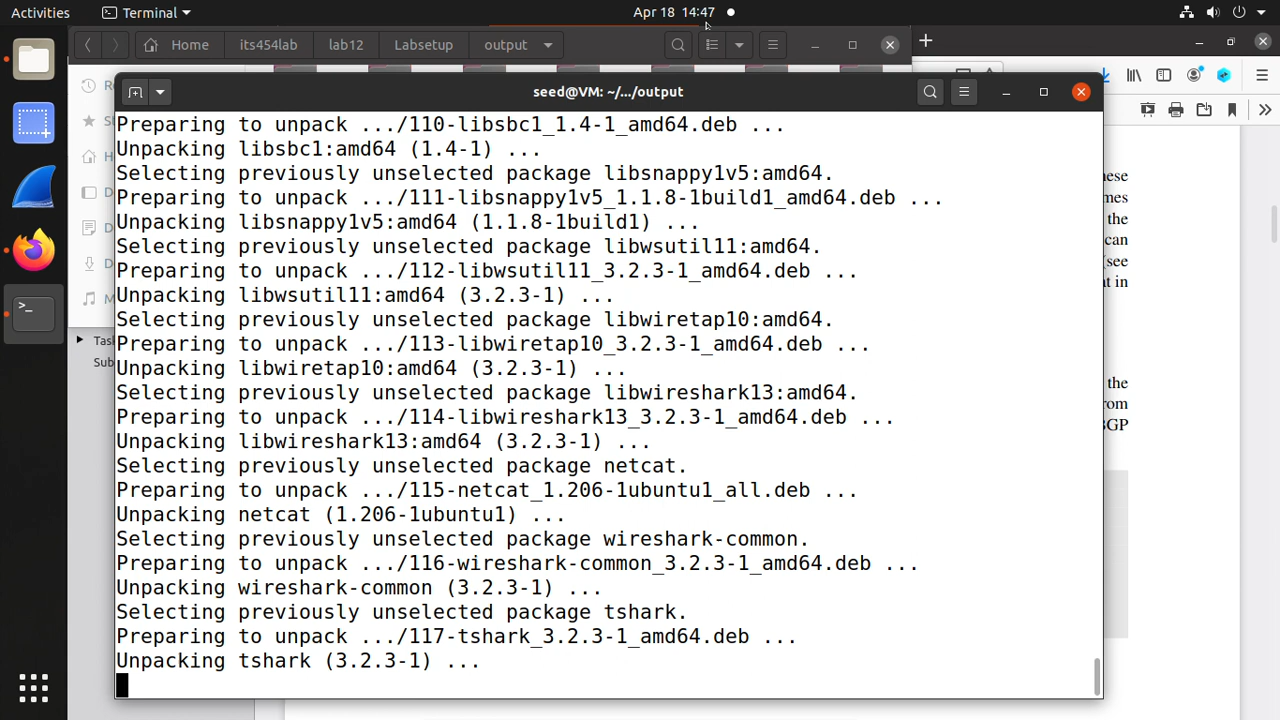 Activities
Terminal
Apr 18 14:47
Home
its454lab
lab12
Labsetup
output
seed@VM: ~/.../output
Preparing to unpack .../110-libsbc1_1.4-1_amd64.deb ...
Unpacking libsbc1:amd64 (1.4-1) ...
Selecting previously unselected package libsnappy1v5:amd64.
Preparing to unpack .../111-libsnappy1v5_1.1.8-1build1_amd64.deb ...
Unpacking libsnappy1v5:amd64 (1.1.8-1build1) ...
Selecting previously unselected package libwsutil11:amd64.
Preparing to unpack .../112-libwsutil11_3.2.3-1_amd64.deb ...
Unpacking libwsutil11:amd64 (3.2.3-1) ...
Selecting previously unselected package libwiretap10:amd64.
Preparing to unpack .../113-libwiretap10_3.2.3-1_amd64.deb ...
Unpacking libwiretap10:amd64 (3.2.3-1) ...
Selecting previously unselected package libwireshark13:amd64.
Preparing to unpack .../114-libwireshark13_3.2.3-1_amd64.deb ...
Unpacking libwireshark13:amd64 (3.2.3-1) ...
Selecting previously unselected package netcat.
Preparing to unpack .../115-netcat_1.206-1ubuntu1_all.deb ...
Unpacking netcat (1.206-1ubuntu1) ...
Selecting previously unselected package wireshark-common.
Preparing to unpack .../116-wireshark-common_3.2.3-1_amd64.deb ...
Unpacking wireshark-common (3.2.3-1) ...
Selecting previously unselected package tshark.
Preparing to unpack .../117-tshark_3.2.3-1_amd64.deb ...
Unpacking tshark (3.2.3-1) ...
the
can
(see
in
the
BGP